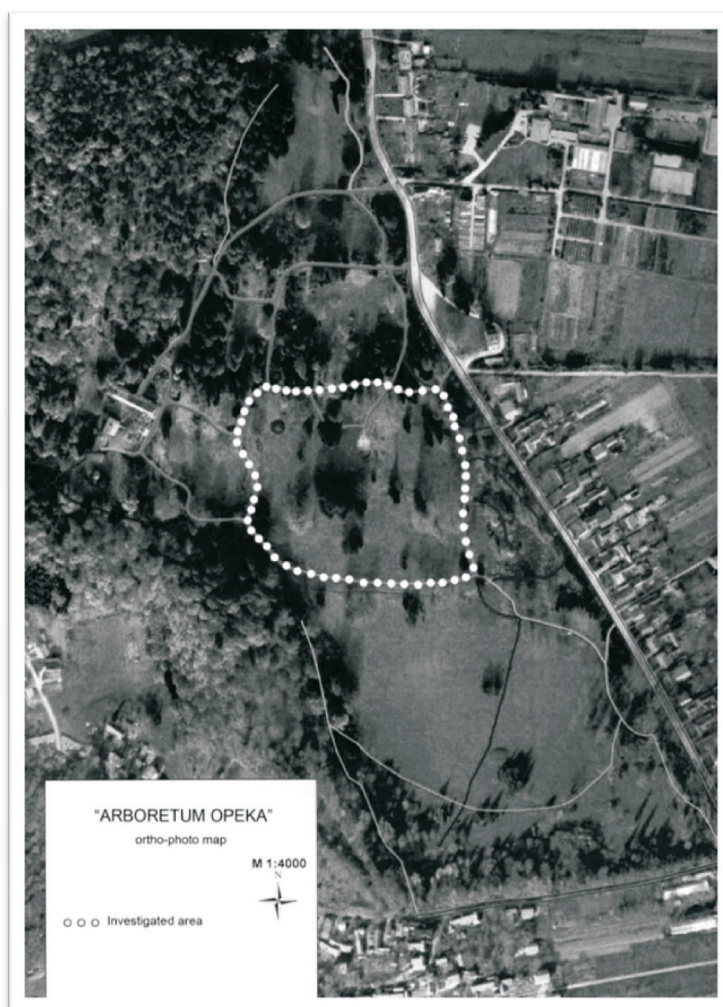 "ARBORETUM OPEKA"
ortho-photo map
M 1:4000
N
Investigated area